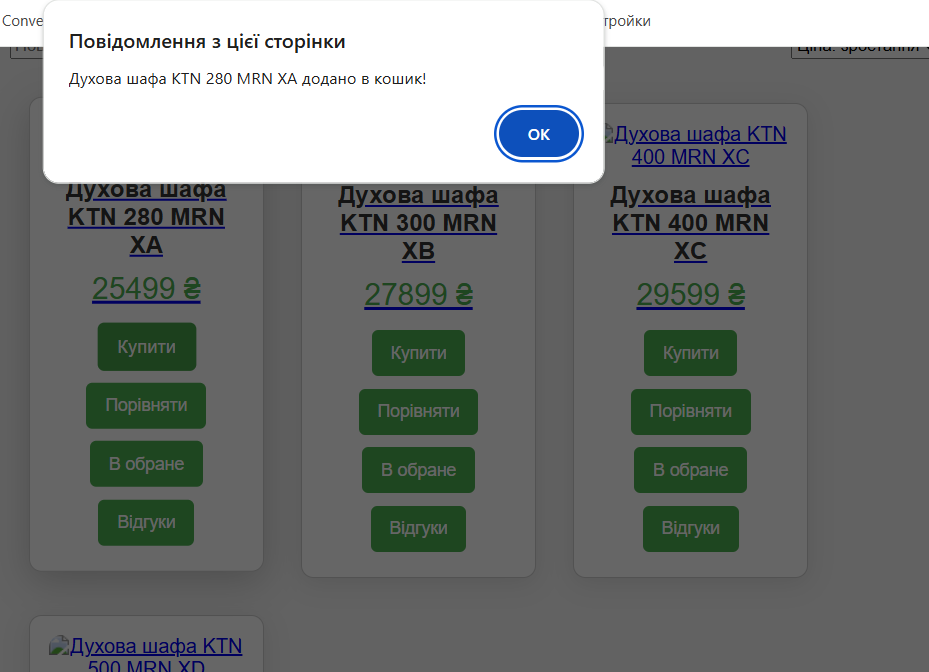 Conve
тройки
Повідомлення з цієї сторінки
Духова шафа KTN 280 MRN XA додано в кошик!
OK
Ціна: зростання
Духова шафа KTN
400 MRN XC
Духова шафа
KTN 280 MRN
XA
25499 ₴
Купити
Порівняти
В обране
Відгуки
Духова шафа
KTN 300 MRN
XB
27899 ₴
Купити
Порівняти
В обране
Відгуки
Духова шафа
KTN 400 MRN
XC
29599 ₴
Купити
Порівняти
В обране
Відгуки
Духова шафа KTN
500 MRN XD